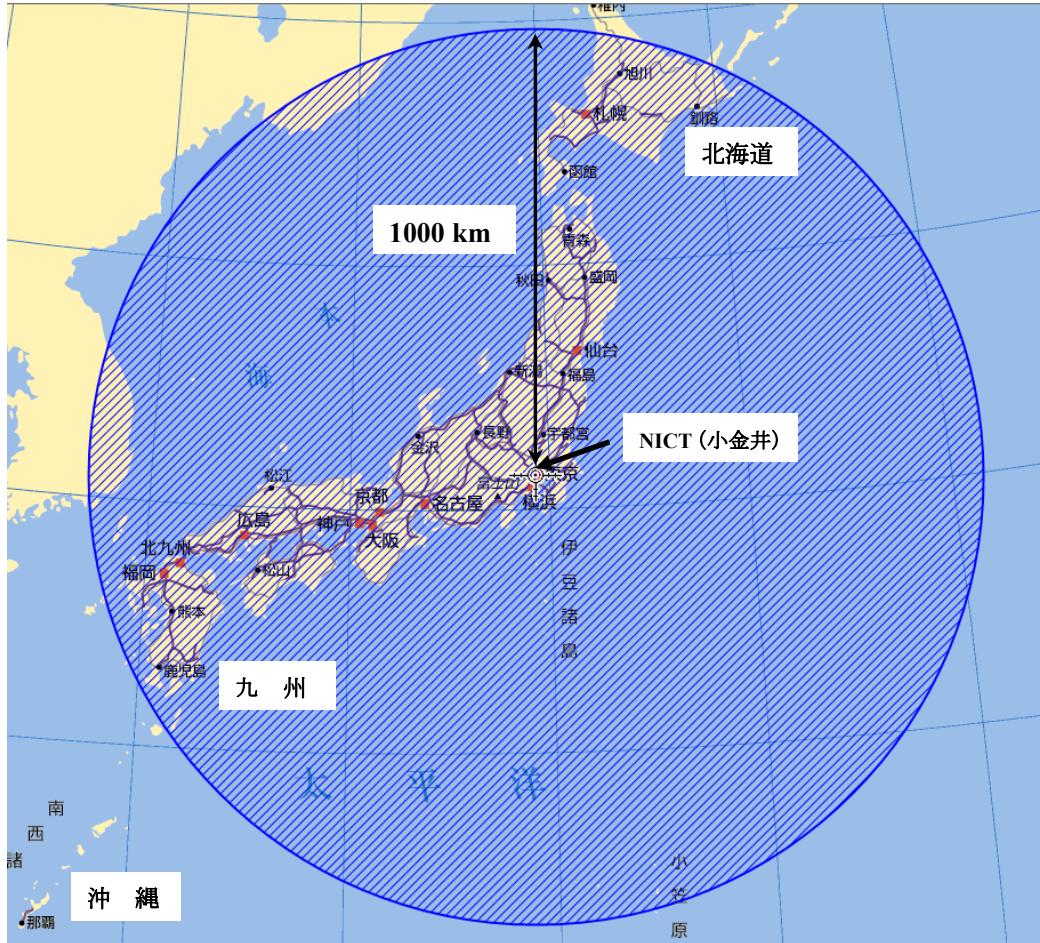 稚内
旭川
札幌
釧路
北海道
函館
1000 km
青森
秋田
盛岡
本
海
仙台
新潟
福島
NICT (小金井)
長野
宇都宮
金沢
東京
富士山
横浜
松江
京都
名古屋
広島
神戸
大阪
北九州
福岡
松山
伊豆諸島
熊本
鹿児島
九 州
太 平 洋
南西諸
小笠原
沖 縄
那覇